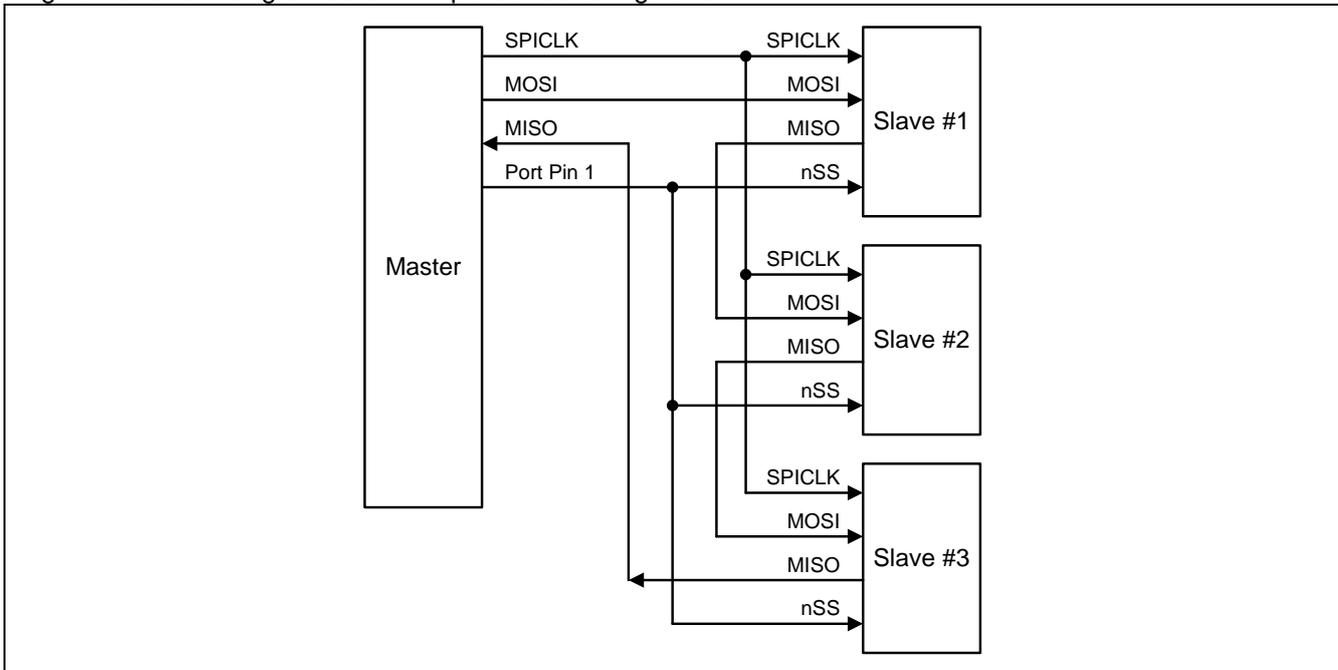 SPICLK
SPICLK
MOSI
MOSI
MISO
MISO
Port Pin 1
nSS
Slave #1
Master
SPICLK
MOSI
MISO
nSS
Slave #2
SPICLK
MOSI
MISO
nSS
Slave #3